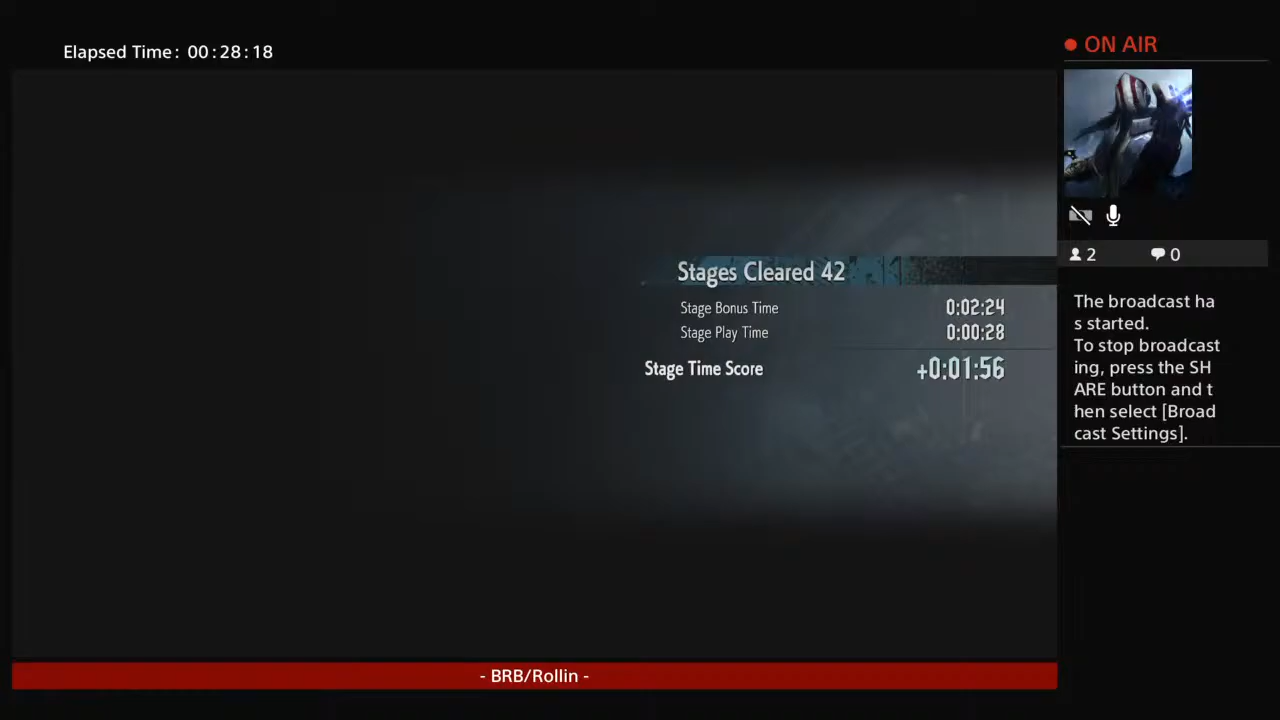 Elapsed Time: 00:28:18
ON AIR
2 0
Stages Cleared 42
Stage Bonus Time 0:02:24
Stage Play Time 0:00:28
Stage Time Score +0:01:56
The broadcast ha
s started.
To stop broadcast
ing, press the SH
ARE button and t
hen select [Broad
cast Settings].
- BRB/Rollin -